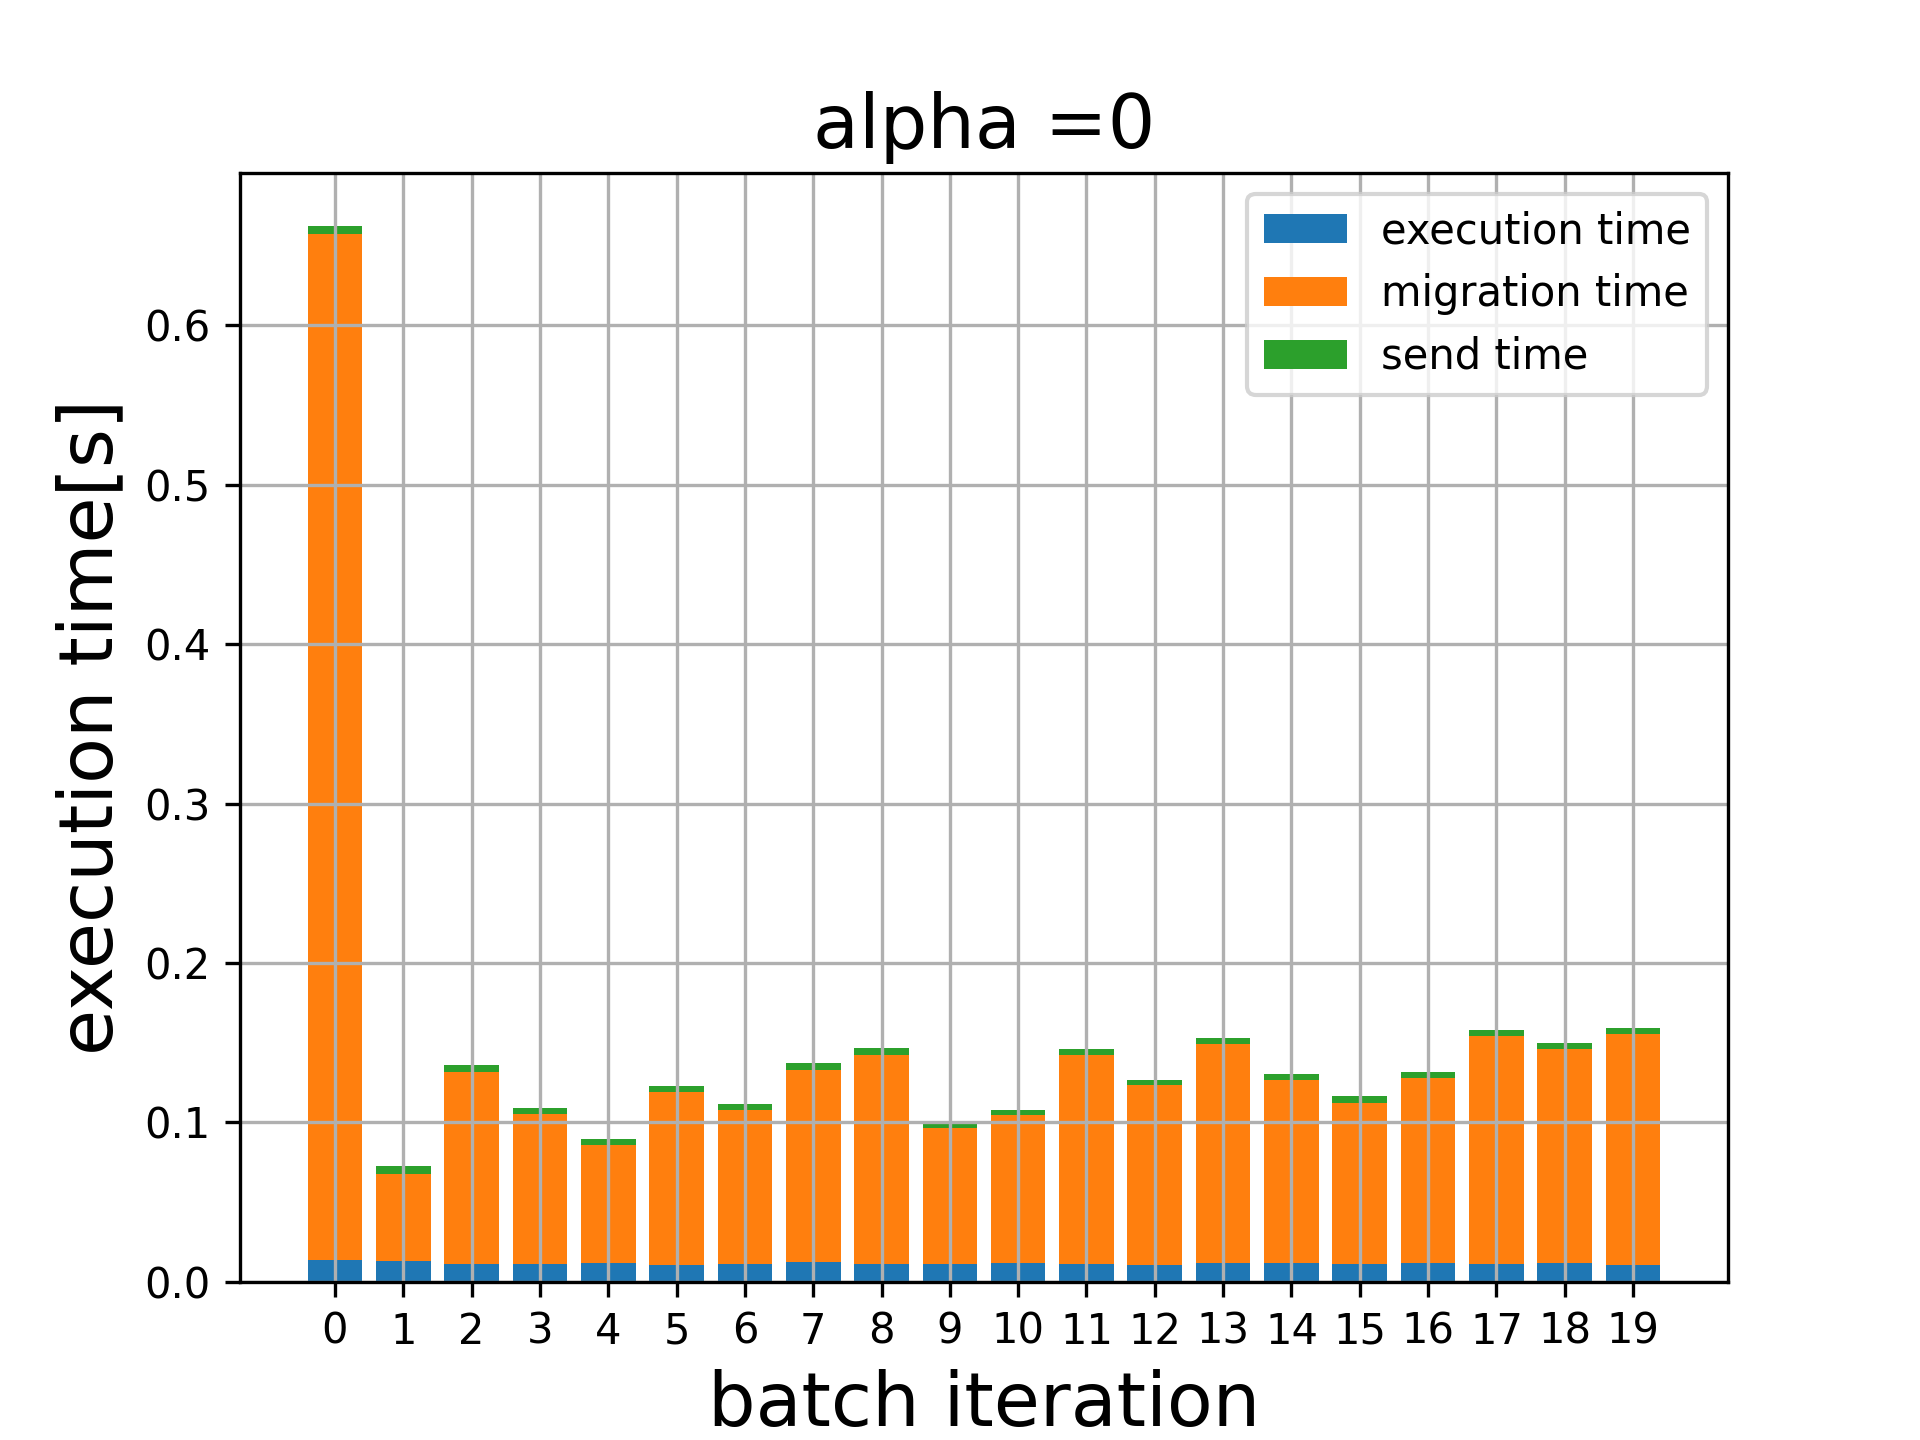 alpha =0
execution time
migration time
send time
execution time[s]
0.6
0.5
0.4
0.3
0.2
0.1
0.0
0 1 2 3 4 5 6 7 8 9 10 11 12 13 14 15 16 17 18 19
batch iteration